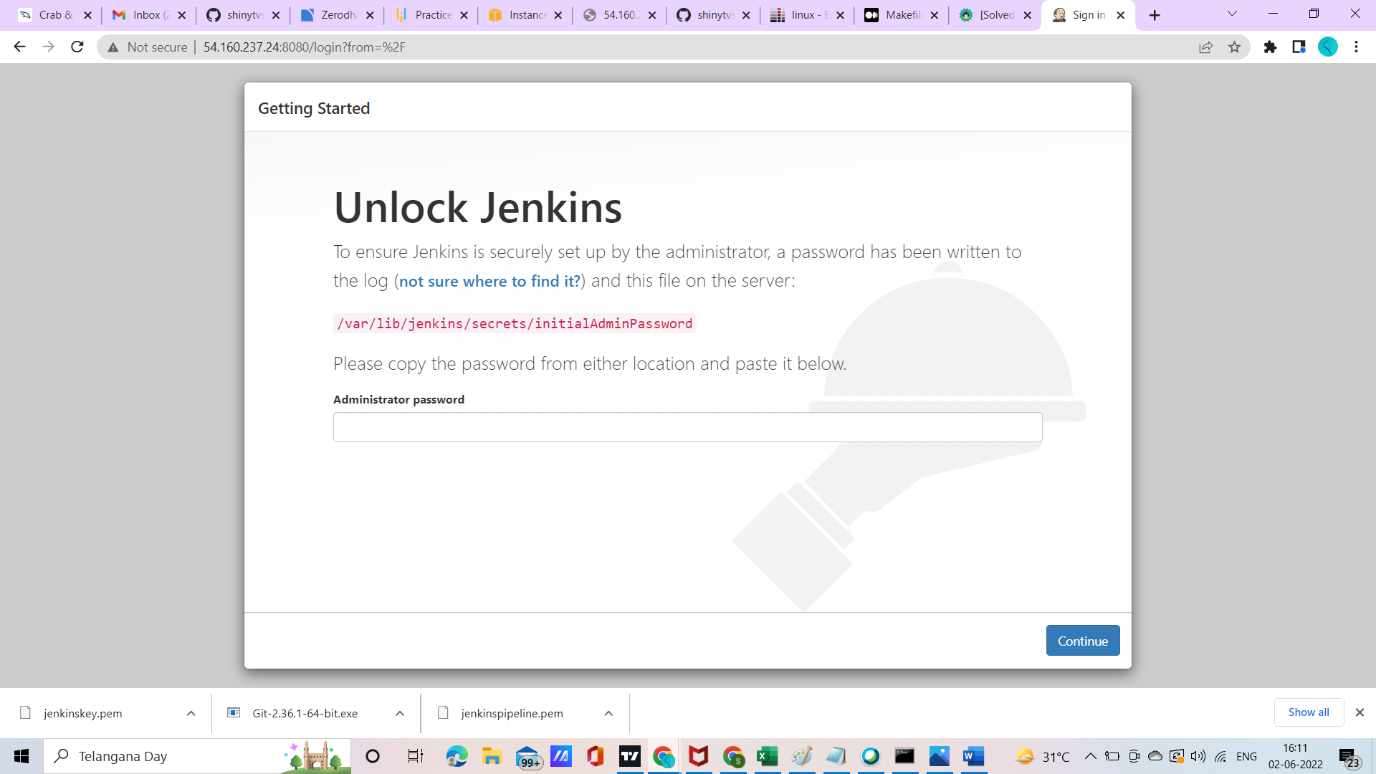 Crab &
Inbox (2
shinytvs
Zerodh
Practice
Instance
54.160.
shinytvs
linux - E
Makefil
[Solved
Sign in
Not secure | 54.160.237.24:8080/login?from=%2F
Getting Started
Unlock Jenkins
To ensure Jenkins is securely set up by the administrator, a password has been written to
the log (not sure where to find it?) and this file on the server:
/var/lib/jenkins/secrets/initialAdminPassword
Please copy the password from either location and paste it below.
Administrator password
Continue
jenkinskey.pem
Git-2.36.1-64-bit.exe
jenkinspipeline.pem
Show all
Telangana Day
99+
31°C
ENG
16:11
02-06-2022
23